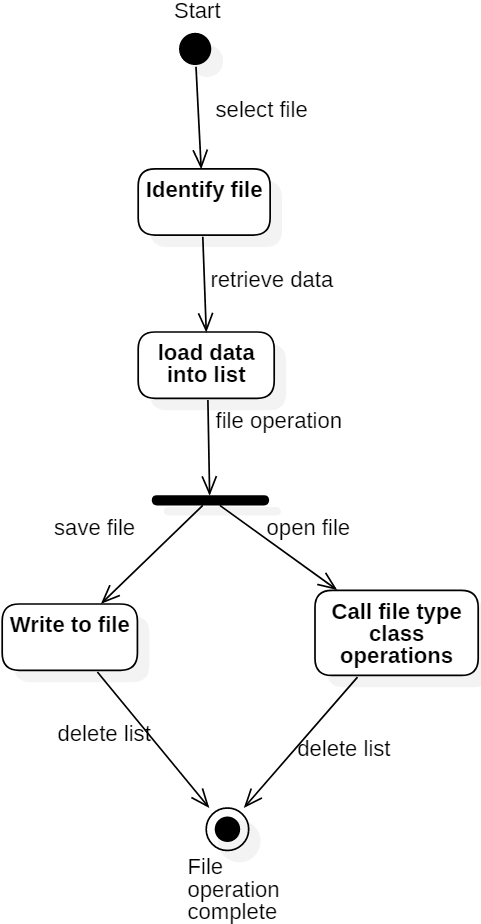 Start
select file
Identify file
retrieve data
load data
into list
file operation
save file
open file
Write to file
Call file type
class
operations
delete list
delete list
File
operation
complete